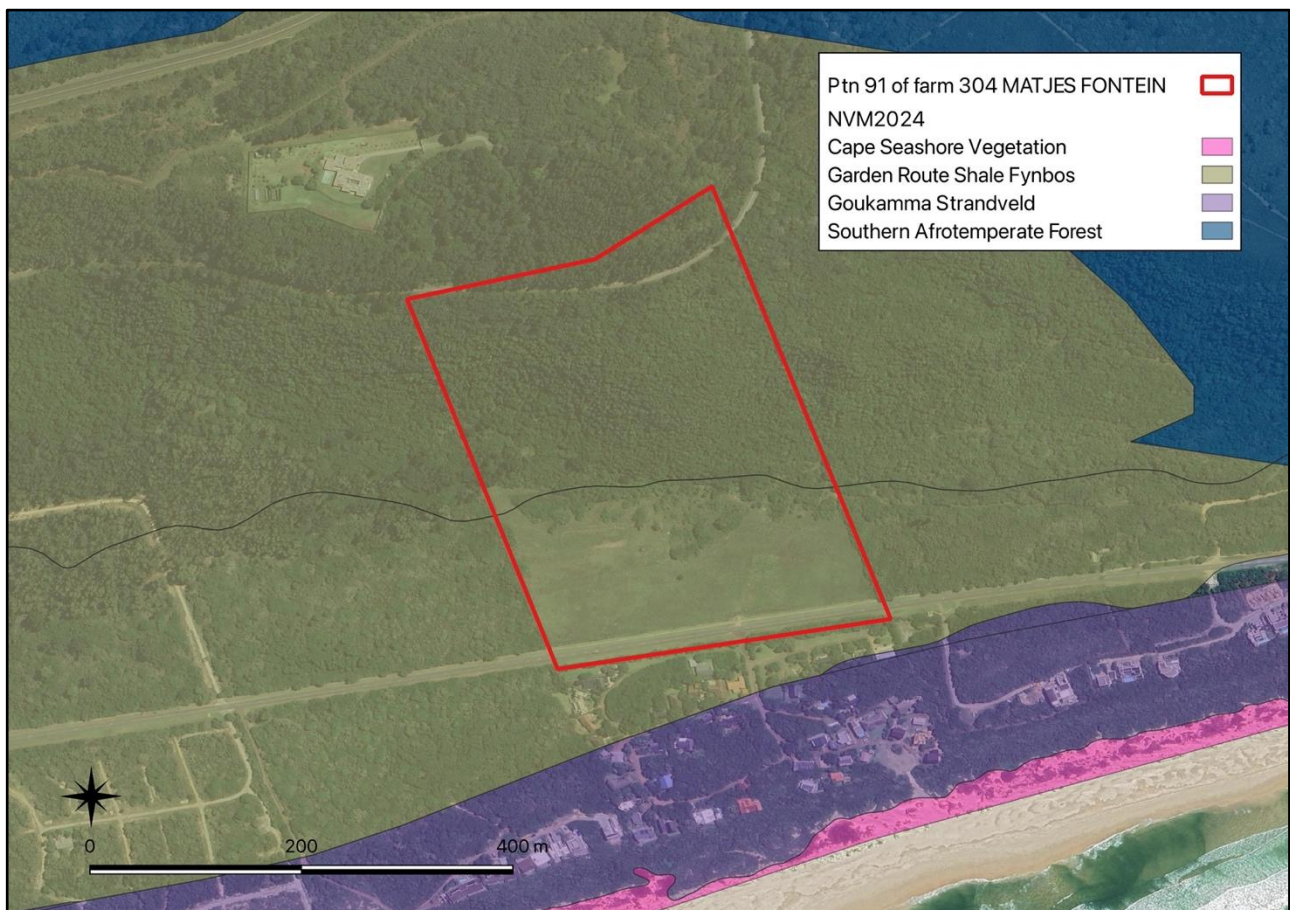 Ptn 91 of farm 304 MATJES FONTEIN
NVM2024
Cape Seashore Vegetation
Garden Route Shale Fynbos
Goukamma Strandveld
Southern Afrotemperate Forest
0 200 400 m